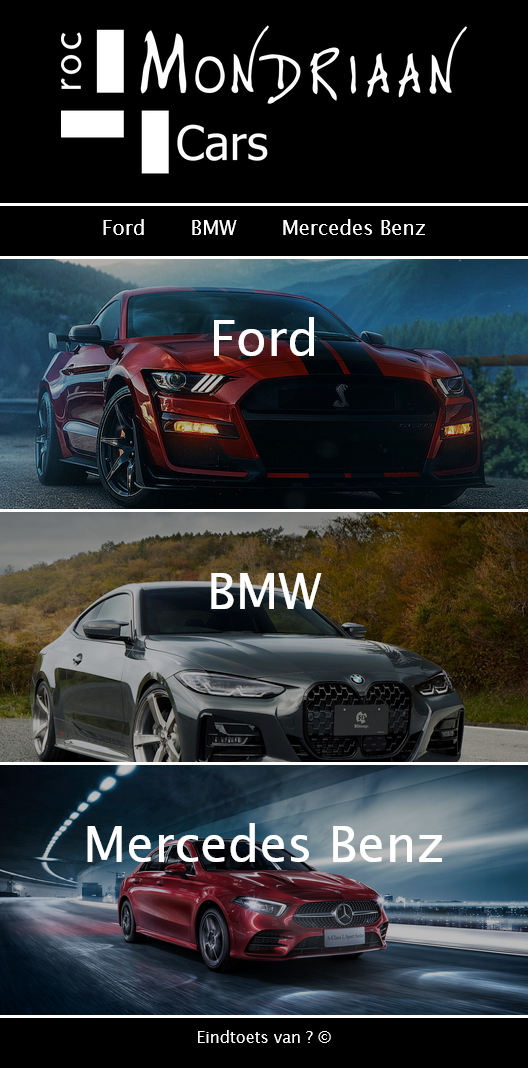 roc
MONDRIAAN
Cars
Ford BMW Mercedes Benz
Ford
BMW
Mercedes Benz
Eindtoets van ? ©